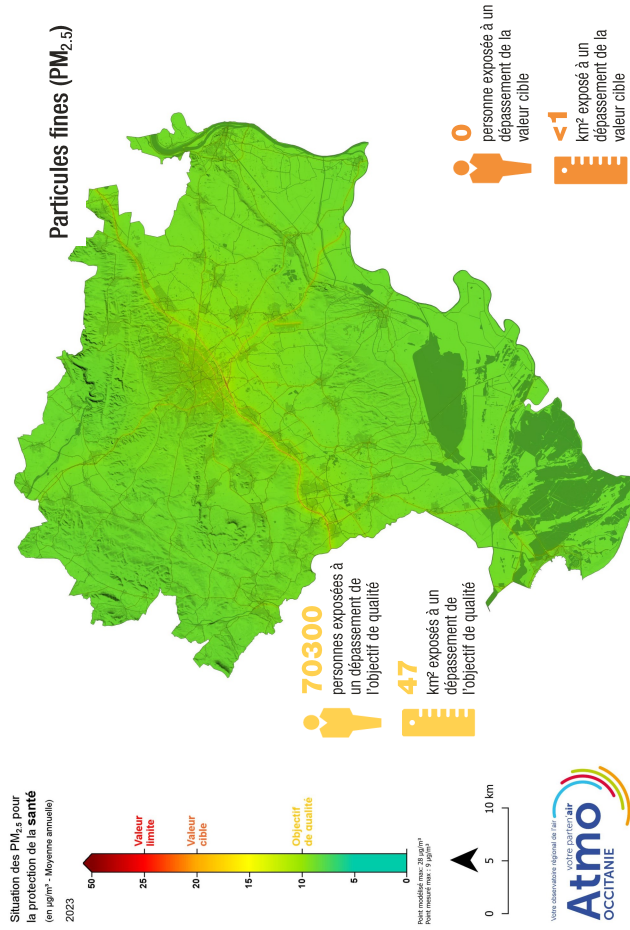 Situation des PM2.5 pour
la protection de la santé
(en µg/m³ - Moyenne annuelle)
2023
50
25
20
15
10
5
0
Valeur
limite
Valeur
cible
Objectif
de qualité
Point modélisé max: 28 µg/m³
Point mesuré max : 9 µg/m³
0
5
10 km
Votre observatoire régional de l'air
votre parten'air
Atmo
OCCITANIE
70300
personnes exposées à
un dépassement de
l'objectif de qualité
47
km² exposés à un
dépassement de
l'objectif de qualité
Particules fines (PM2.5)
0
personne exposée à un
dépassement de la
valeur cible
<1
km² exposé à un
dépassement de la
valeur cible